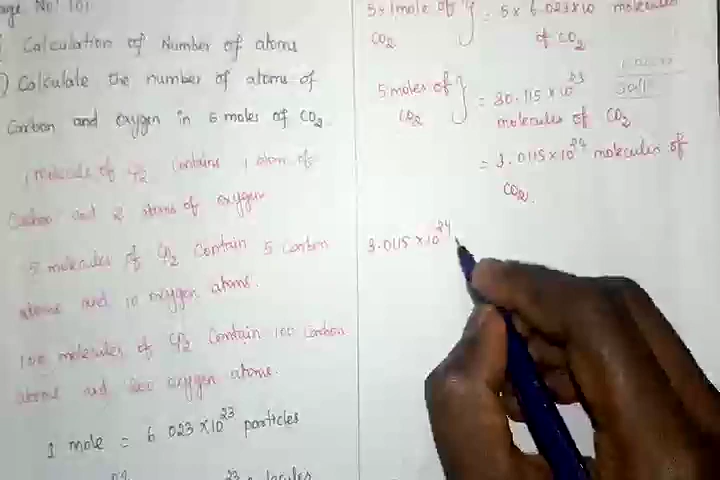 age No: 101
Calculation of Number of atoms
Calculate the number of atoms of
Carbon and oxygen in 5 moles of CO2.
1 molecule of CO2 contains 1 atom of
Carbon and 2 atoms of oxygen
5 molecules of CO2 contain 5 carbon
atoms and 10 oxygen atoms.
100 molecules of CO2 contain 100 carbon
atoms and 200 oxygen atoms.
1 mole = 6.023×10^23 particles
5×1mole of CO2 } = 5 × 6.023×10 molecules
of CO2
5 moles of CO2 } = 30.115 × 10^23
molecules of CO2
= 3.0115 × 10^24 molecules of
CO2.
3.0115 × 10^24